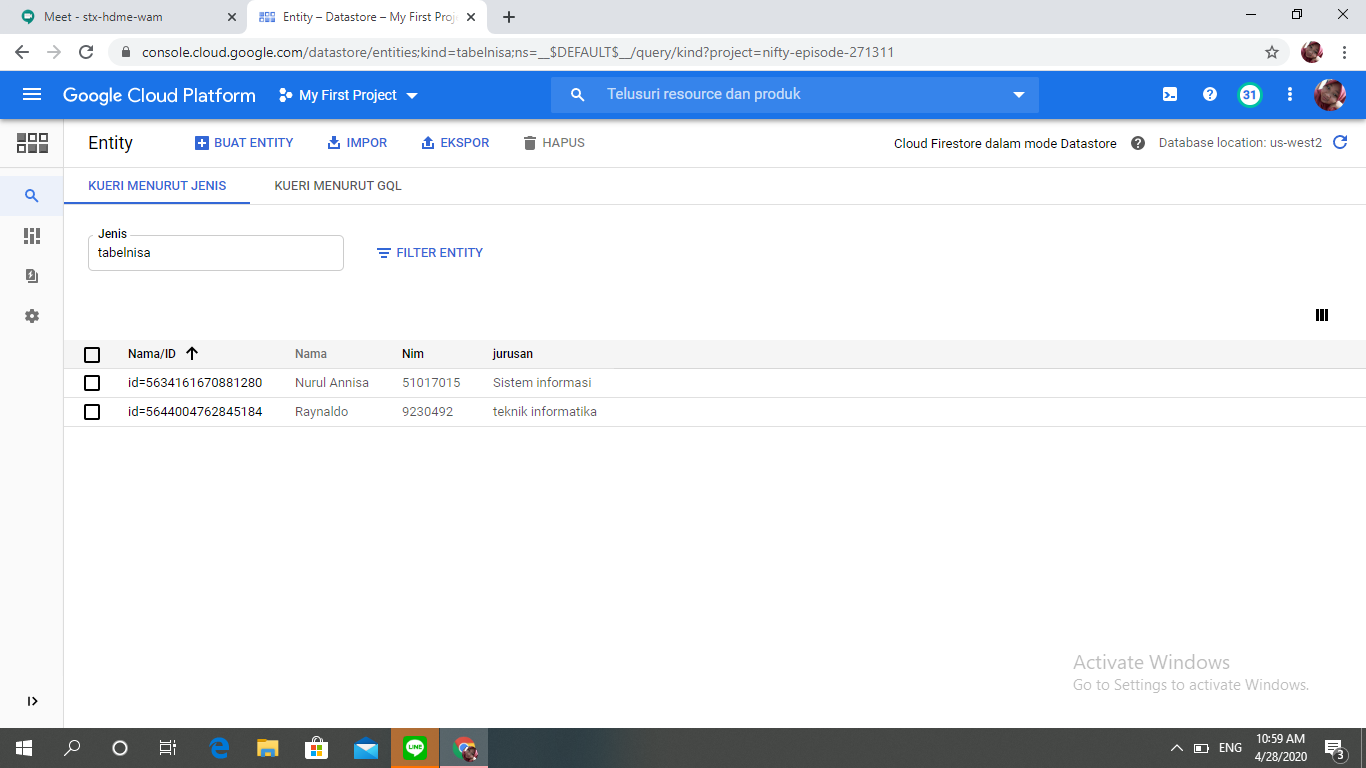 Meet - stx-hdme-wam
Entity – Datastore – My First Proje
console.cloud.google.com/datastore/entities;kind=tabelnisa;ns=__$DEFAULT$__/query/kind?project=nifty-episode-271311
Google Cloud Platform My First Project Telusuri resource dan produk 31
Entity BUAT ENTITY IMPOR EKSPOR HAPUS Cloud Firestore dalam mode Datastore Database location: us-west2
KUERI MENURUT JENIS KUERI MENURUT GQL
Jenis
tabelnisa FILTER ENTITY
Nama/ID Nama Nim jurusan
id=5634161670881280 Nurul Annisa 51017015 Sistem informasi
id=5644004762845184 Raynaldo 9230492 teknik informatika
Activate Windows
Go to Settings to activate Windows.
LINE
ENG
10:59 AM
4/28/2020
3